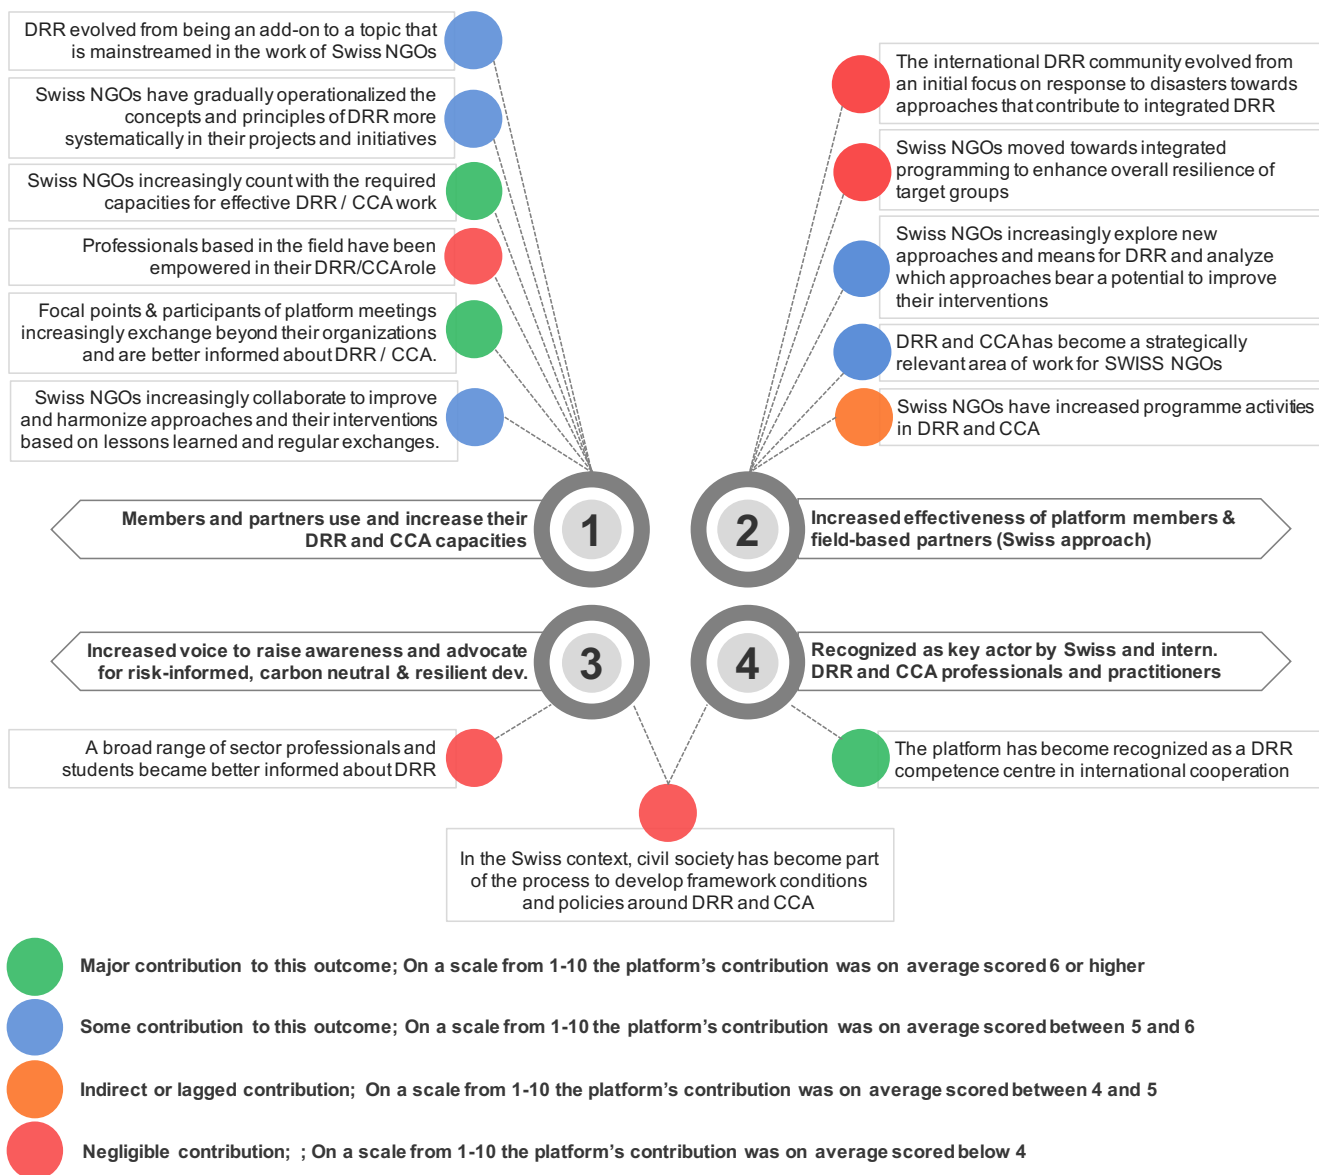 DRR evolved from being an add-on to a topic that
is mainstreamed in the work of Swiss NGOs
Swiss NGOs have gradually operationalized the
concepts and principles of DRR more
systematically in their projects and initiatives
Swiss NGOs increasingly count with the required
capacities for effective DRR / CCA work
Professionals based in the field have been
empowered in their DRR/CCA role
Focal points & participants of platform meetings
increasingly exchange beyond their organizations
and are better informed about DRR / CCA.
Swiss NGOs increasingly collaborate to improve
and harmonize approaches and their interventions
based on lessons learned and regular exchanges.
The international DRR community evolved from
an initial focus on response to disasters towards
approaches that contribute to integrated DRR
Swiss NGOs moved towards integrated
programming to enhance overall resilience of
target groups
Swiss NGOs increasingly explore new
approaches and means for DRR and analyze
which approaches bear a potential to improve
their interventions
DRR and CCA has become a strategically
relevant area of work for SWISS NGOs
Swiss NGOs have increased programme activities
in DRR and CCA
Members and partners use and increase their
DRR and CCA capacities
1
2
Increased effectiveness of platform members &
field-based partners (Swiss approach)
Increased voice to raise awareness and advocate
for risk-informed, carbon neutral & resilient dev.
3
4
Recognized as key actor by Swiss and intern.
DRR and CCA professionals and practitioners
A broad range of sector professionals and
students became better informed about DRR
The platform has become recognized as a DRR
competence centre in international cooperation
In the Swiss context, civil society has become part
of the process to develop framework conditions
and policies around DRR and CCA
Major contribution to this outcome; On a scale from 1-10 the platform's contribution was on average scored 6 or higher
Some contribution to this outcome; On a scale from 1-10 the platform's contribution was on average scored between 5 and 6
Indirect or lagged contribution; On a scale from 1-10 the platform's contribution was on average scored between 4 and 5
Negligible contribution; ; On a scale from 1-10 the platform's contribution was on average scored below 4